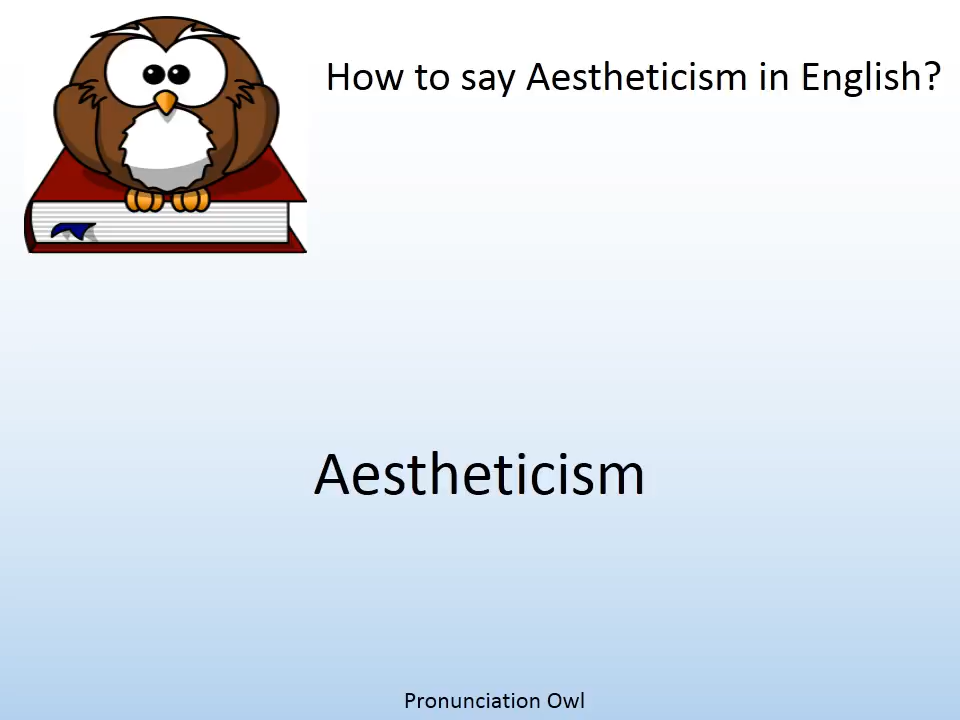 How to say Aestheticism in English?
Aestheticism
Pronunciation Owl